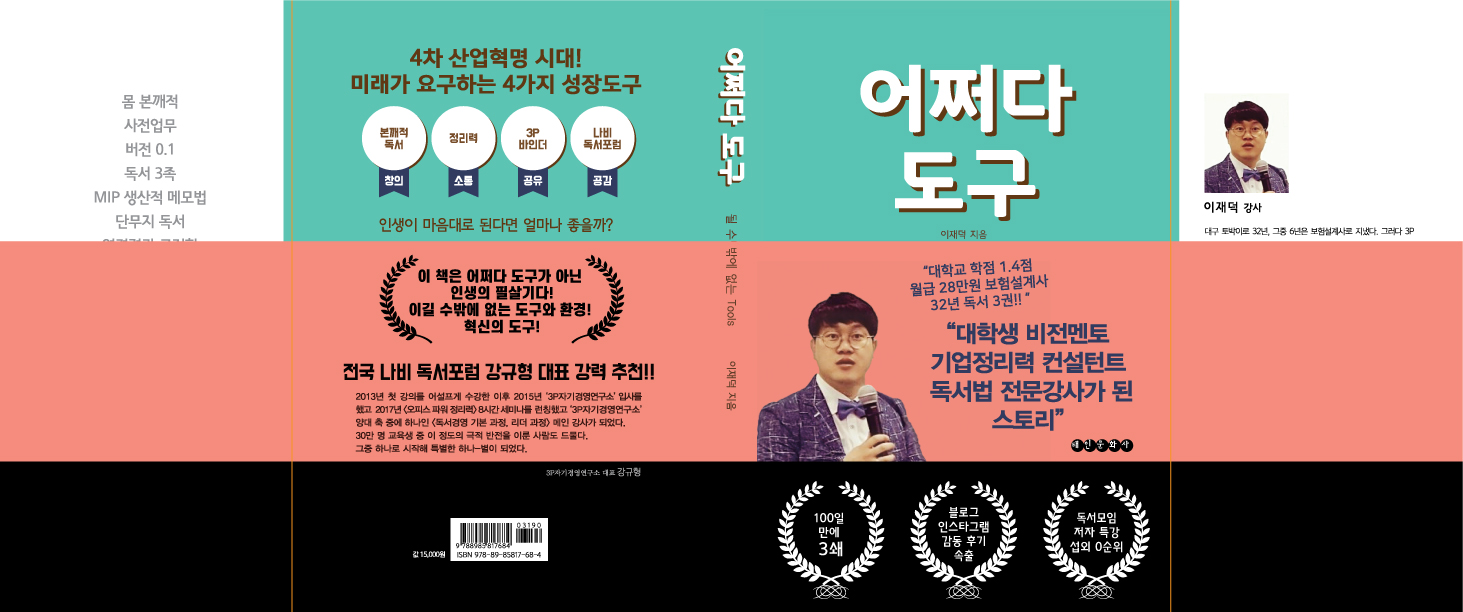 몸 본깨적
사전업무
버전 0.1
독서 3족
MIP 생산적 메모법
단무지 독서
4차 산업혁명 시대!
미래가 요구하는 4가지 성장도구
본깨적
독서
창의
정리력
소통
3P
바인더
공유
나비
독서포럼
공감
인생이 마음대로 된다면 얼마나 좋을까?
이 책은 어쩌다 도구가 아닌
인생의 필살기다!
이길 수밖에 없는 도구와 환경!
혁신의 도구!
전국 나비 독서포럼 강규형 대표 강력 추천!!
2013년 첫 강의를 어설프게 수강한 이후 2015년 '3P자기경영연구소' 입사를
했고 2017년 〈오피스 파워 정리력〉 8시간 세미나를 런칭했고 '3P자기경영연구소'
양대 축 중에 하나인 〈독서경영 기본 과정, 리더 과정〉 메인 강사가 되었다.
30만 명 교육생 중 이 정도의 극적 반전을 이룬 사람도 드물다.
그중 하나로 시작해 특별한 하나-별이 되었다.
3P자기경영연구소 대표 강규형
값 15,000원
03190
9 788985 817684
ISBN 978-89-85817-68-4
어쩌다 도구
될 수 밖에 없는 Tools
이재덕 지음
어쩌다
도구
이재덕 지음
"대학교 학점 1.4점
월급 28만원 보험설계사
32년 독서 3권!! "
“대학생 비전멘토
기업정리력 컨설턴트
독서법 전문강사가 된
스토리”
태인문화사
100일
만에
3쇄
블로그
인스타그램
감동 후기
속출
독서모임
저자 특강
섭외 0순위
이재덕 강사
대구 토박이로 32년, 그중 6년은 보험설계사로 지냈다. 그러다 3P